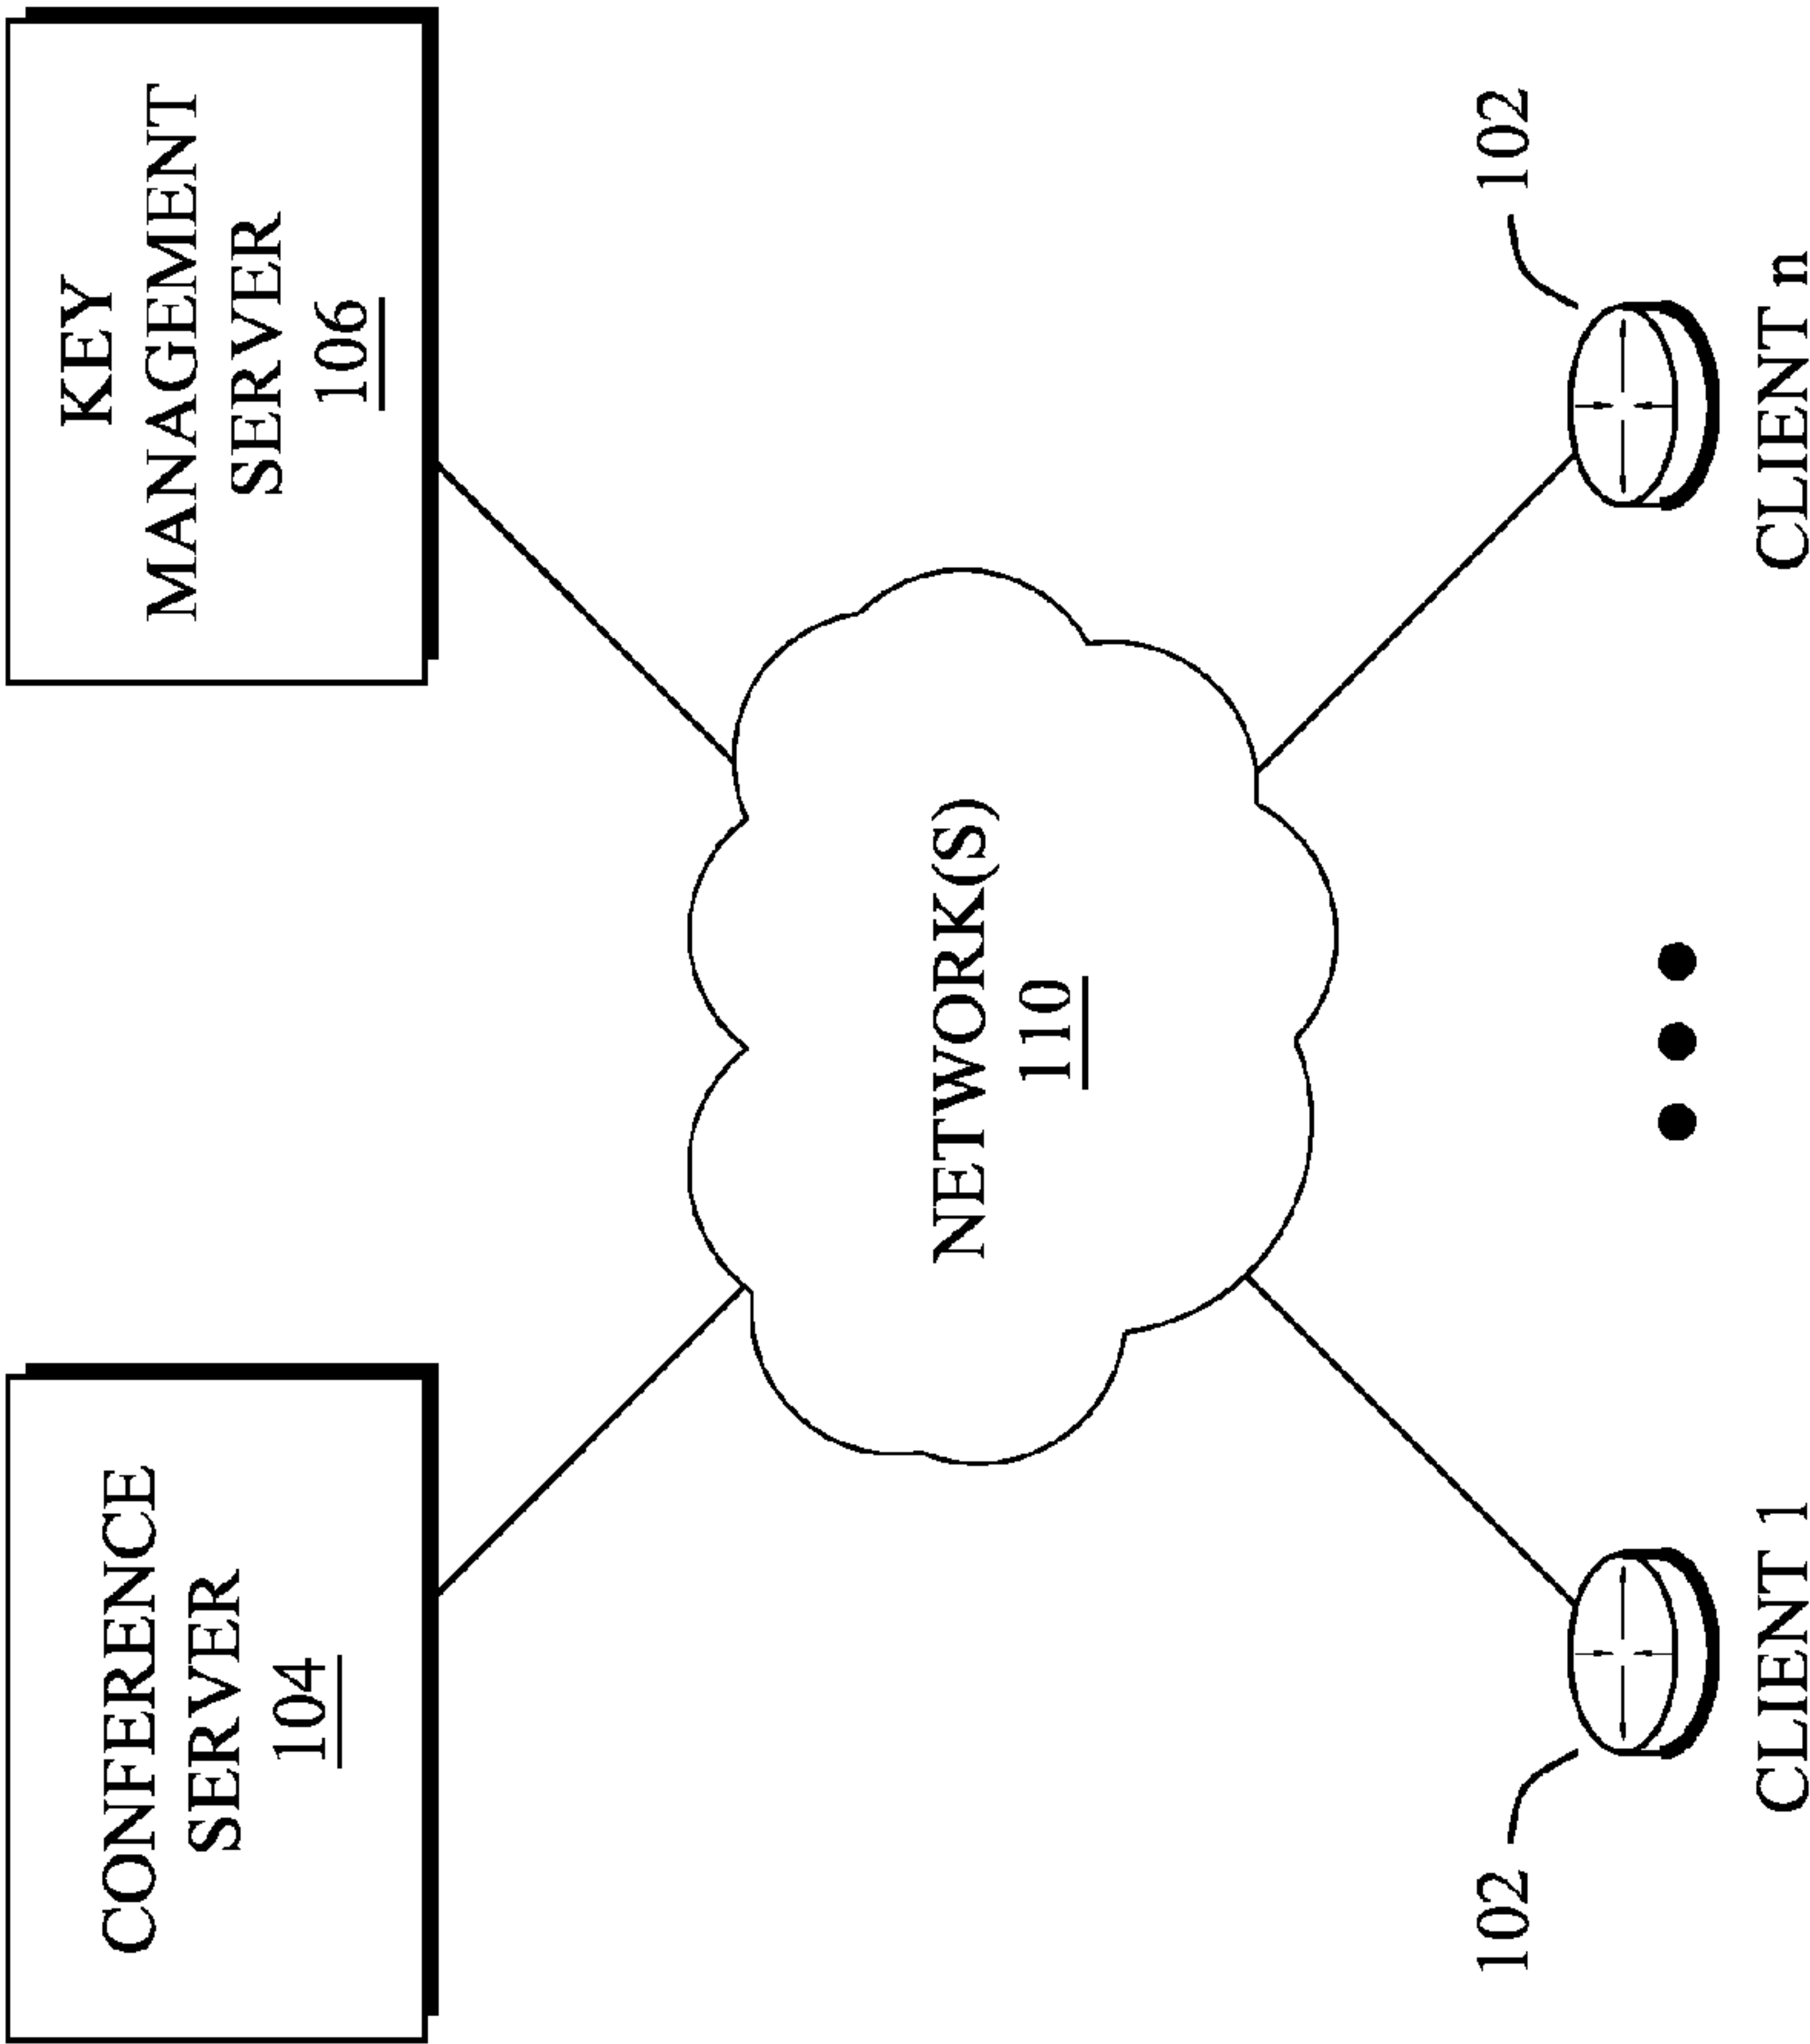 CONFERENCE
SERVER
104
KEY
MANAGEMENT
SERVER
106
NETWORK(S)
110
102
102
CLIENT 1
CLIENT n